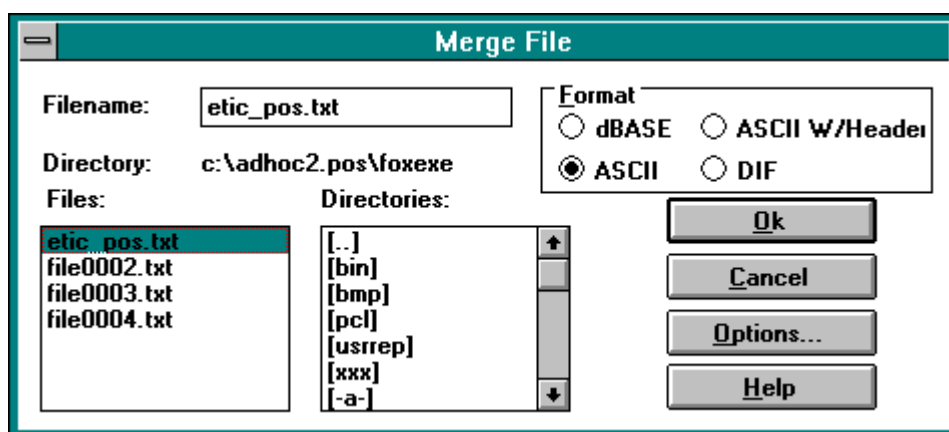 Merge File
Filename: etic_pos.txt
Directory: c:\adhoc2.pos\foxexe
Files:
etic_pos.txt
file0002.txt
file0003.txt
file0004.txt
Directories:
[..]
[bin]
[bmp]
[pcl]
[usrrep]
[xxx]
[-a-]
Format
dBASE ASCII W/Header
ASCII DIF
Ok
Cancel
Options...
Help